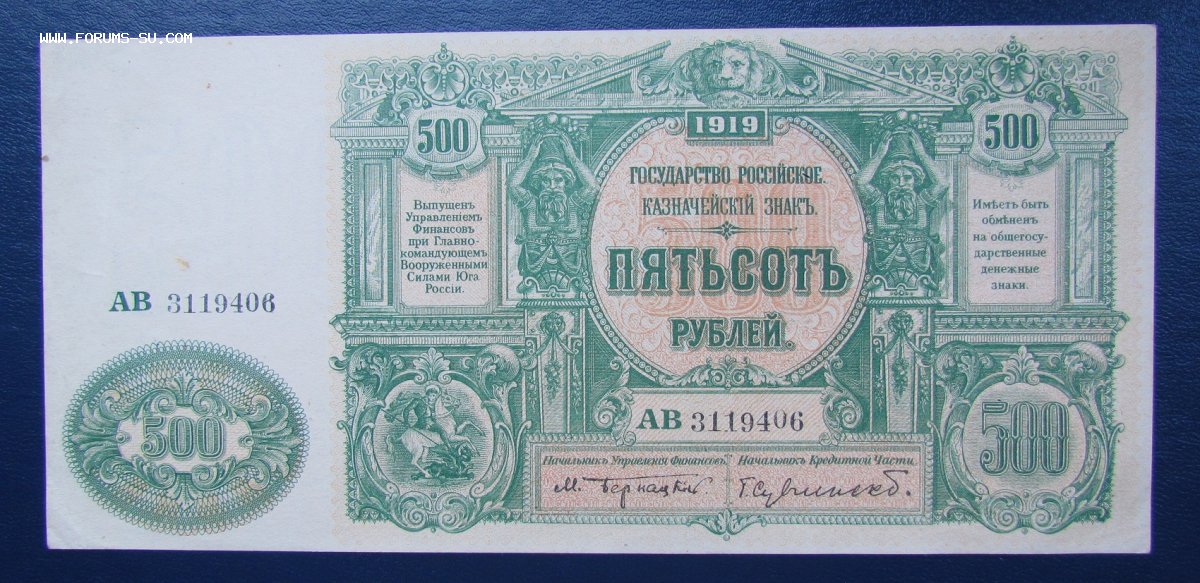 WWW.FORUMS-SU.COM
500
1919
500
ГОСУДАРСТВО РОССІЙСКОЕ.
КАЗНАЧЕЙСКІЙ ЗНАКЪ.
ПЯТЬСОТЪ
РУБЛЕЙ.
Выпущенъ
Управленіемъ
Финансовъ
при Главно-
командующемъ
Вооруженными
Силами Юга
Россіи.
Имѣетъ быть
обмѣненъ
на общегосу-
дарственные
денежные
знаки.
АВ 3119406
500
АВ 3119406
500
Начальникъ Управленія Финансовъ
М. Бернацкій.
Начальникъ Кредитной Части